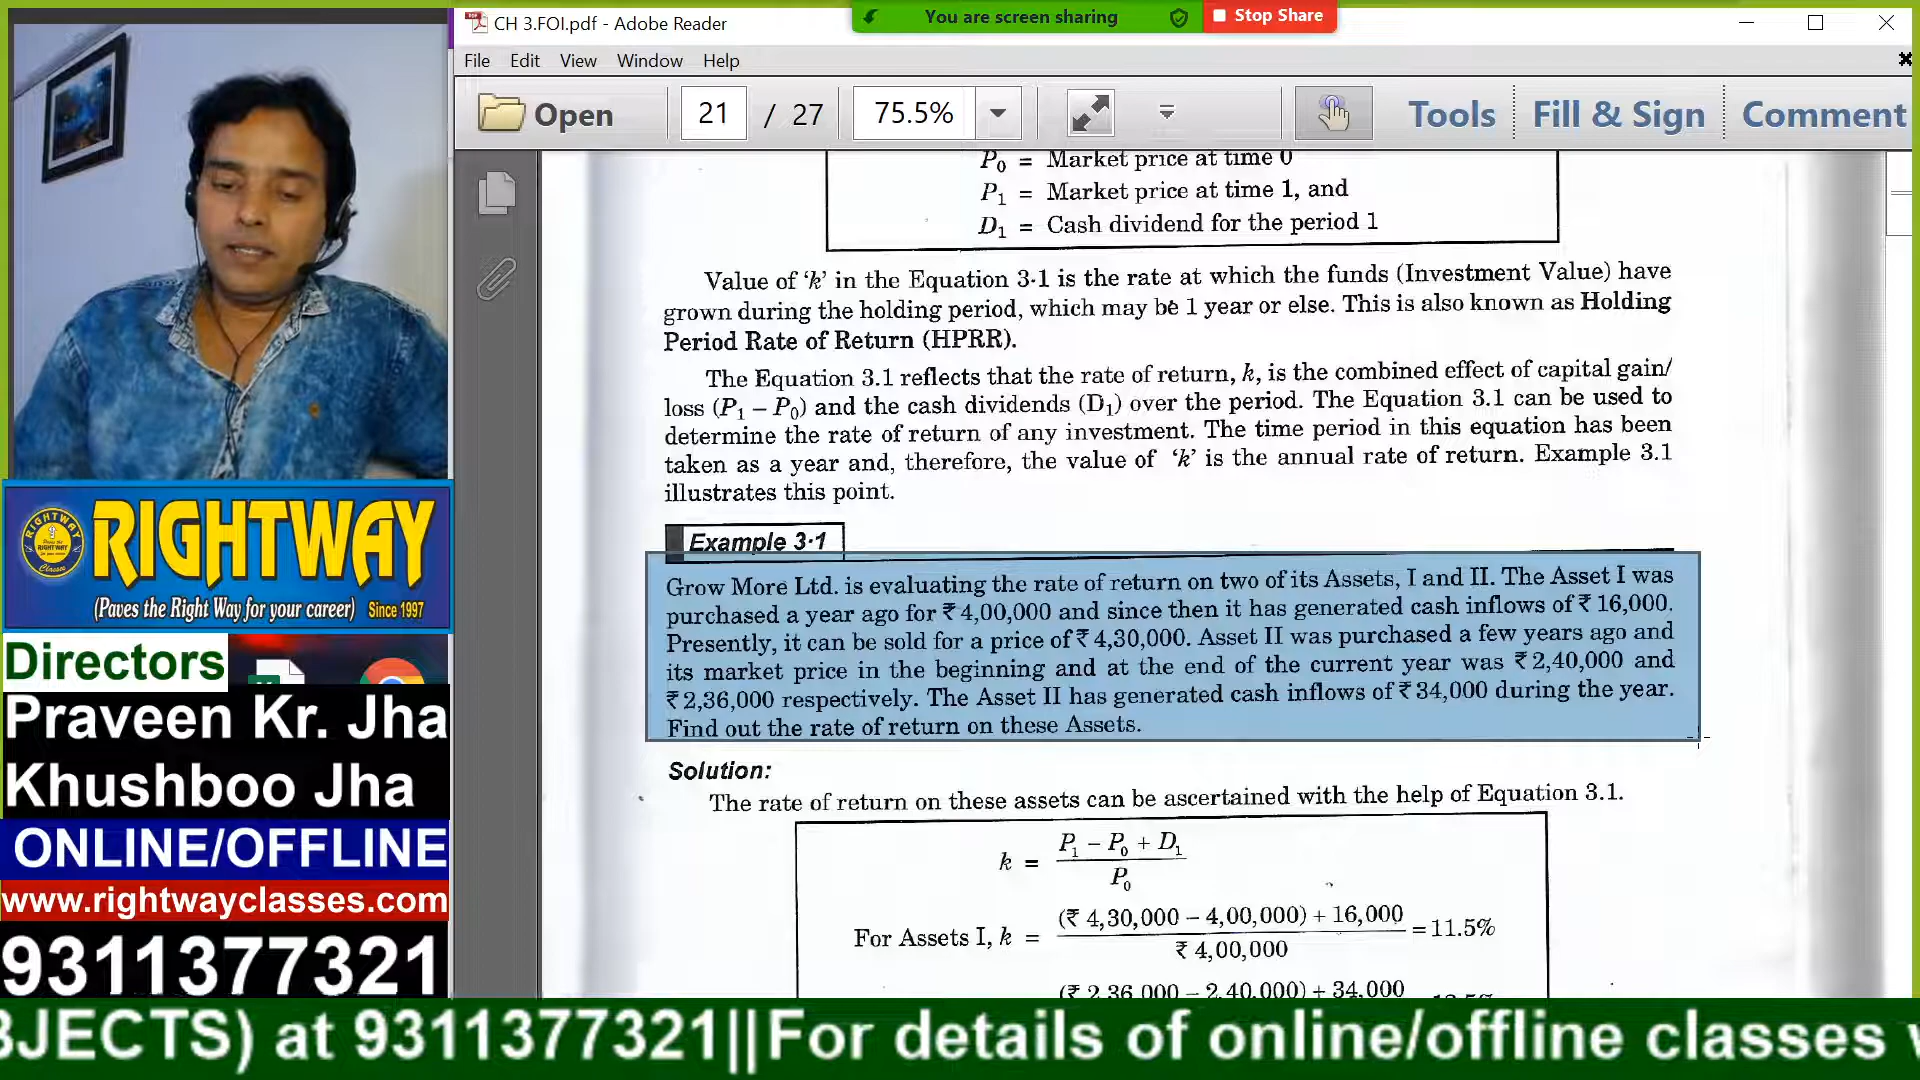 CH 3.FOI.pdf - Adobe Reader
You are screen sharing
Stop Share
File Edit View Window Help
Open 21 / 27 75.5% Tools Fill & Sign Comment
P0 = Market price at time 0
P1 = Market price at time 1, and
D1 = Cash dividend for the period 1
Value of ‘k’ in the Equation 3·1 is the rate at which the funds (Investment Value) have
grown during the holding period, which may be 1 year or else. This is also known as Holding
Period Rate of Return (HPRR).
The Equation 3.1 reflects that the rate of return, k, is the combined effect of capital gain/
loss (P1 – P0) and the cash dividends (D1) over the period. The Equation 3.1 can be used to
determine the rate of return of any investment. The time period in this equation has been
taken as a year and, therefore, the value of ‘k’ is the annual rate of return. Example 3.1
illustrates this point.
Example 3·1
Grow More Ltd. is evaluating the rate of return on two of its Assets, I and II. The Asset I was
purchased a year ago for ₹ 4,00,000 and since then it has generated cash inflows of ₹ 16,000.
Presently, it can be sold for a price of ₹ 4,30,000. Asset II was purchased a few years ago and
its market price in the beginning and at the end of the current year was ₹ 2,40,000 and
₹ 2,36,000 respectively. The Asset II has generated cash inflows of ₹ 34,000 during the year.
Find out the rate of return on these Assets.
Solution:
The rate of return on these assets can be ascertained with the help of Equation 3.1.
k = P1 – P0 + D1
P0
For Assets I, k = (₹ 4,30,000 – 4,00,000) + 16,000 = 11.5%
₹ 4,00,000
(₹ 2,36,000 – 2,40,000) + 34,000
RIGHTWAY
RIGHTWAY
Classes
(Paves the Right Way for your career) Since 1997
Directors
Praveen Kr. Jha
Khushboo Jha
ONLINE/OFFLINE
www.rightwayclasses.com
9311377321
BJECTS) at 9311377321||For details of online/offline classes